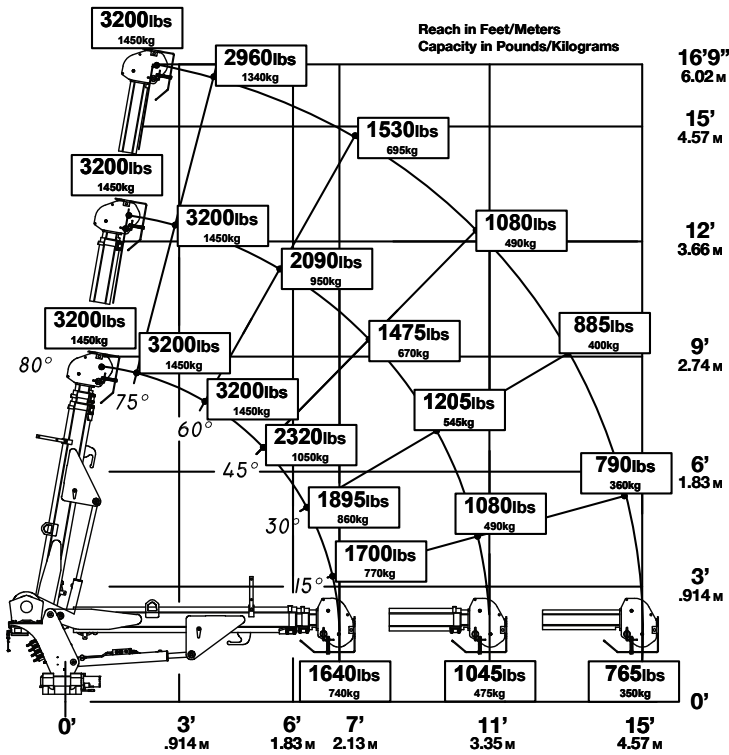 3200lbs
1450kg
Reach in Feet/Meters
Capacity in Pounds/Kilograms
2960lbs
1340kg
16'9"
6.02 M
15'
4.57 M
1530lbs
695kg
3200lbs
1450kg
3200lbs
1450kg
1080lbs
490kg
12'
3.66 M
2090lbs
950kg
3200lbs
1450kg
3200lbs
1450kg
1475lbs
670kg
885lbs
400kg
9'
2.74 M
80°
75°
3200lbs
1450kg
60°
1205lbs
545kg
2320lbs
1050kg
45°
790lbs
360kg
6'
1.83 M
1895lbs
860kg
30°
1080lbs
490kg
1700lbs
770kg
15°
3'
.914 M
1640lbs
740kg
1045lbs
475kg
765lbs
350kg
0'
0'
3'
.914 M
6'
1.83 M
7'
2.13 M
11'
3.35 M
15'
4.57 M